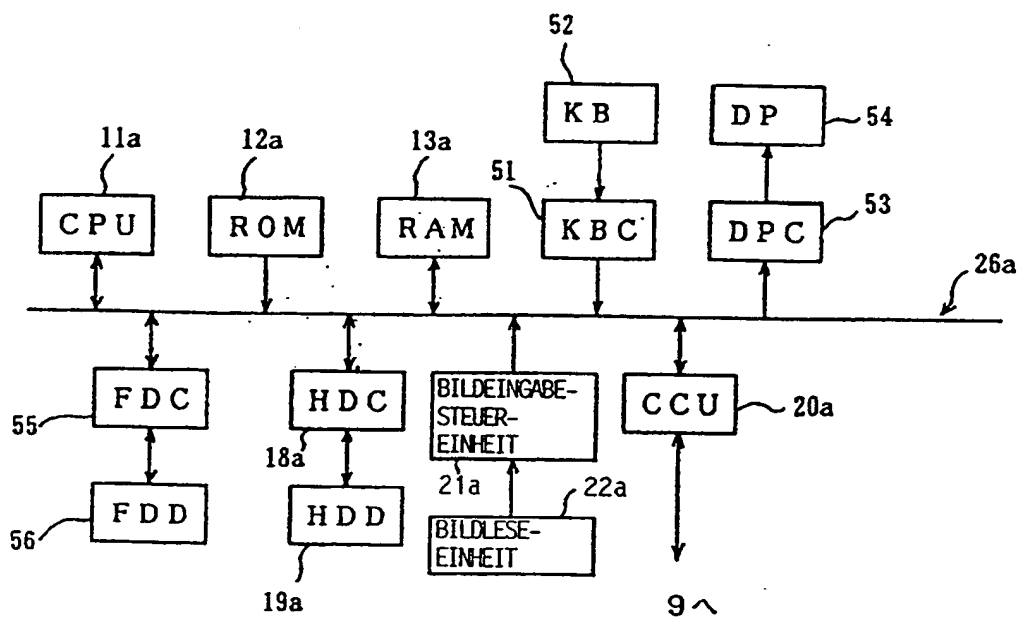 52
KB
DP
54
11a
12a
13a
51
53
CPU
ROM
RAM
KBC
DPC
26a
FDC
55
HDC
18a
BILDEINGABE-
STEUER-
EINHEIT
21a
CCU
20a
FDD
56
HDD
19a
22a
BILDLESE-
EINHEIT
9へ